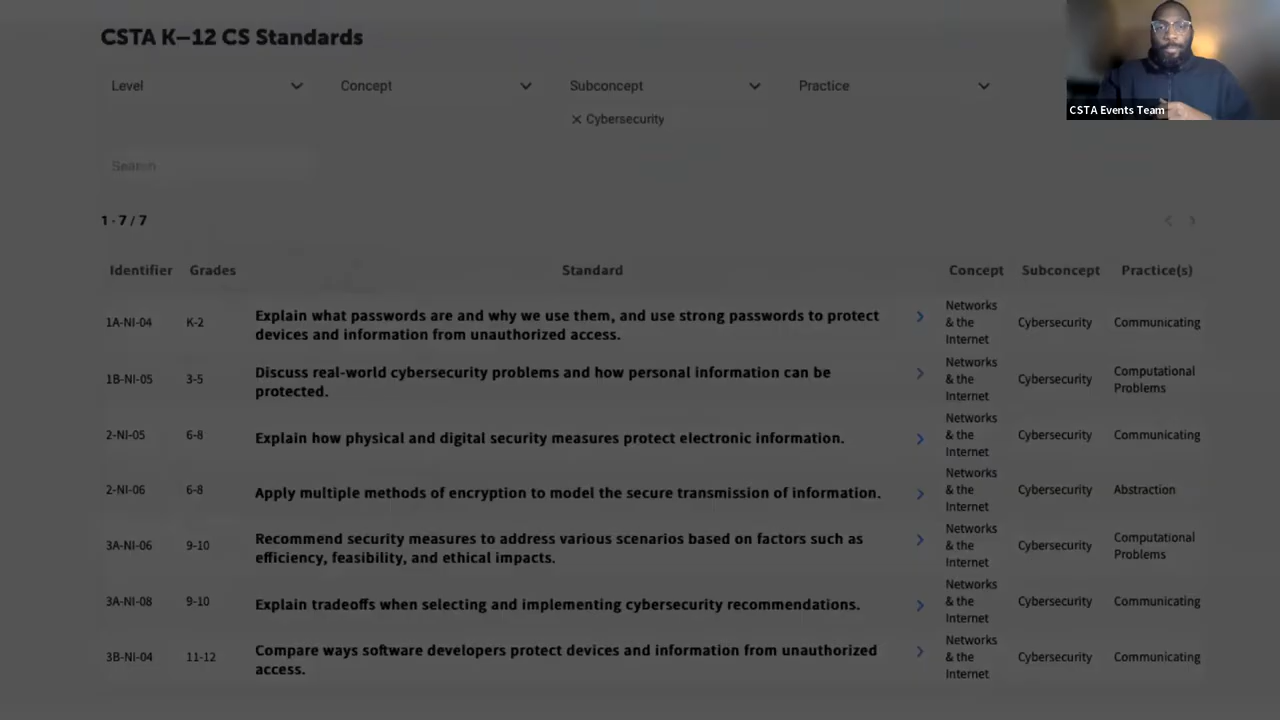 CSTA K–12 CS Standards
Level
Concept
Subconcept
Practice
× Cybersecurity
Search
1 - 7 / 7
Identifier Grades Standard Concept Subconcept Practice(s)
1A-NI-04 K-2
Explain what passwords are and why we use them, and use strong passwords to protect
devices and information from unauthorized access.
Networks
& the
Internet
Cybersecurity Communicating
1B-NI-05 3-5
Discuss real-world cybersecurity problems and how personal information can be
protected.
Networks
& the
Internet
Cybersecurity
Computational
Problems
2-NI-05 6-8
Explain how physical and digital security measures protect electronic information.
Networks
& the
Internet
Cybersecurity Communicating
2-NI-06 6-8
Apply multiple methods of encryption to model the secure transmission of information.
Networks
& the
Internet
Cybersecurity Abstraction
3A-NI-06 9-10
Recommend security measures to address various scenarios based on factors such as
efficiency, feasibility, and ethical impacts.
Networks
& the
Internet
Cybersecurity
Computational
Problems
3A-NI-08 9-10
Explain tradeoffs when selecting and implementing cybersecurity recommendations.
Networks
& the
Internet
Cybersecurity Communicating
3B-NI-04 11-12
Compare ways software developers protect devices and information from unauthorized
access.
Networks
& the
Internet
Cybersecurity Communicating
CSTA Events Team